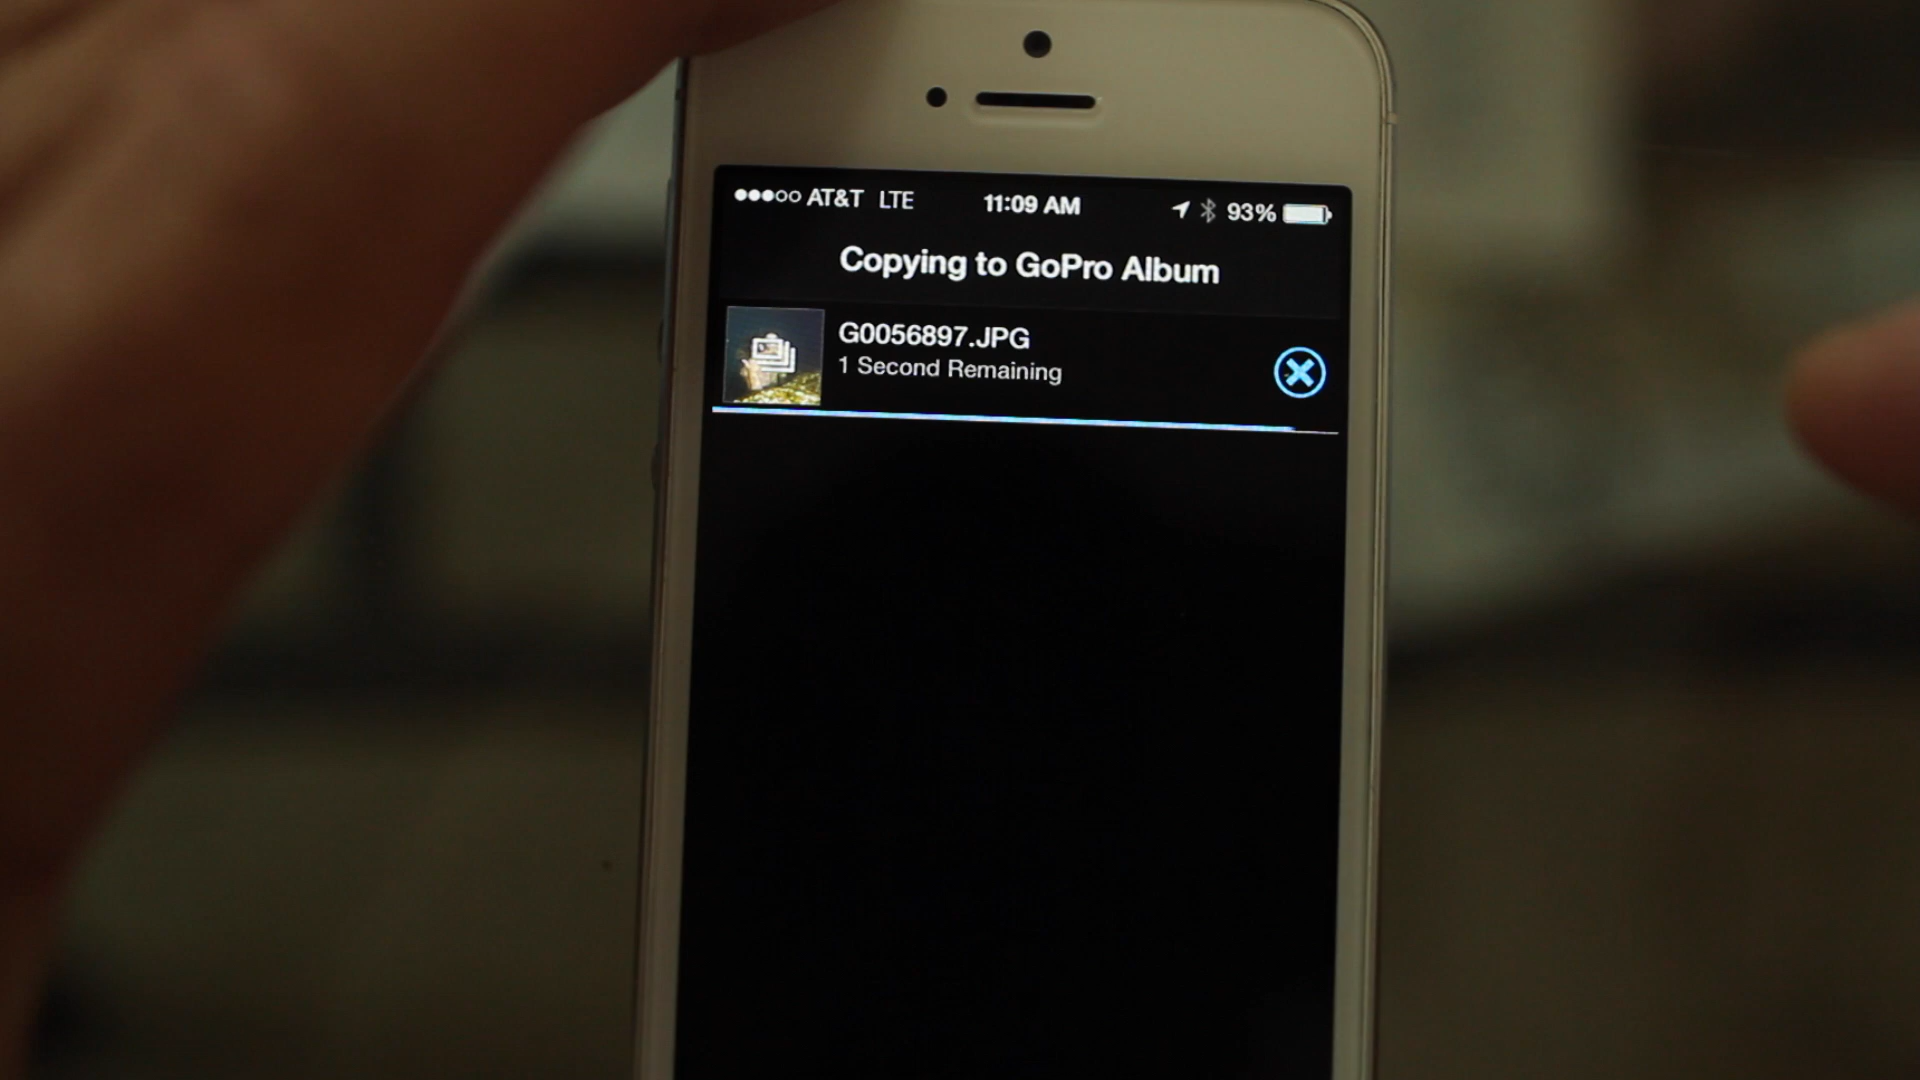 AT&T LTE 11:09 AM 93%
Copying to GoPro Album
G0056897.JPG
1 Second Remaining